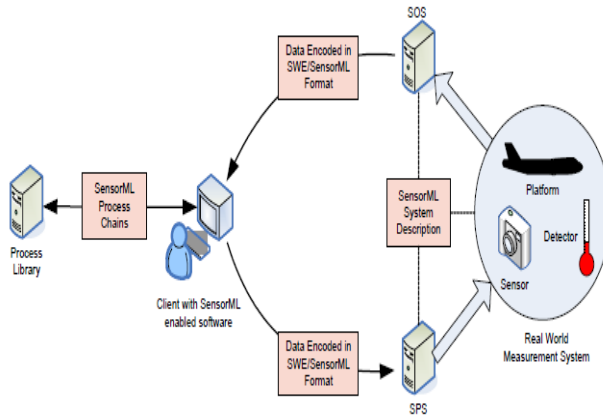 SOS
Data Encoded in
SWE/SensorML
Format
Platform
SensorML
Process
Chains
SensorML
System
Description
Detector
Process
Library
Sensor
Client with SensorML
enabled software
Real World
Measurement System
Data Encoded in
SWE/SensorML
Format
SPS